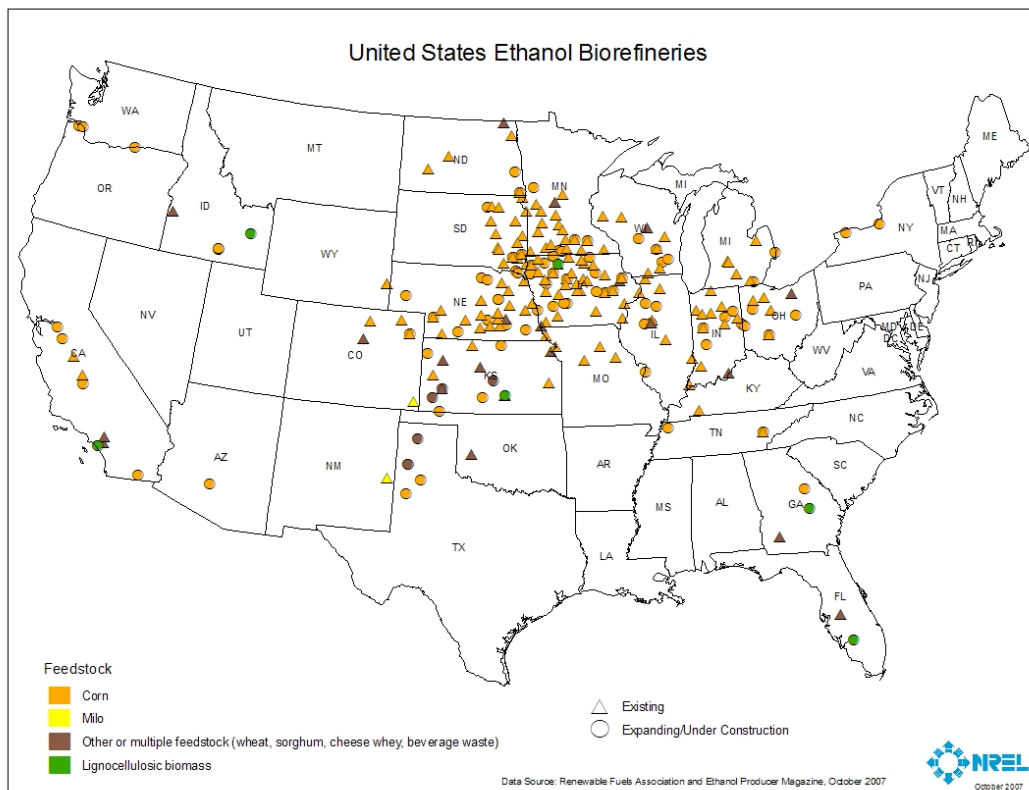 United States Ethanol Biorefineries
WA
MT
ND
MN
ME
OR
ID
SD
WI
MI
MI
VT
NH
NY
MA
CT
RI
WY
NE
PA
NJ
NV
UT
CO
CA
IL
IN
OH
MD
DE
DC
WV
VA
KS
MO
KY
NC
TN
OK
AR
SC
AZ
NM
MS
AL
GA
TX
LA
FL
Feedstock
Corn
Milo
Other or multiple feedstock (wheat, sorghum, cheese whey, beverage waste)
Lignocellulosic biomass
Existing
Expanding/Under Construction
Data Source: Renewable Fuels Association and Ethanol Producer Magazine, October 2007
NREL
October 2007